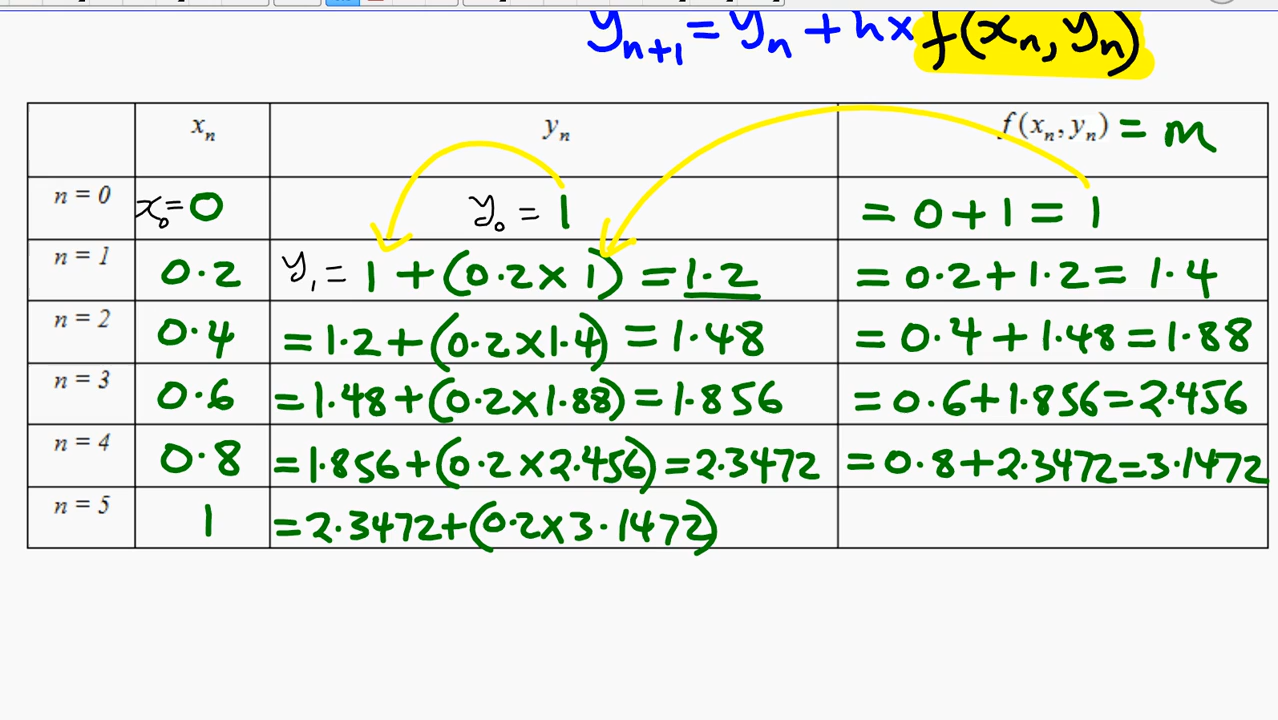 yₙ₊₁ = yₙ + h× f(xₙ, yₙ)
xₙ yₙ f(xₙ, yₙ) = m
n = 0 x₀= 0 y₀ = 1 = 0+1 = 1
n = 1 0.2 y₁ = 1 + (0.2 × 1) = 1.2 = 0.2+1.2 = 1.4
n = 2 0.4 = 1.2+(0.2×1.4) = 1.48 = 0.4 + 1.48 = 1.88
n = 3 0.6 = 1.48+(0.2×1.88) = 1.856 = 0.6+1.856 = 2.456
n = 4 0.8 = 1.856+(0.2×2.456) = 2.3472 = 0.8+2.3472 = 3.1472
n = 5 1 = 2.3472+(0.2×3.1472)